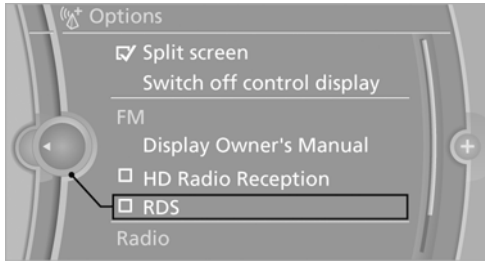 Options
Split screen
Switch off control display
FM
Display Owner's Manual
HD Radio Reception
RDS
Radio